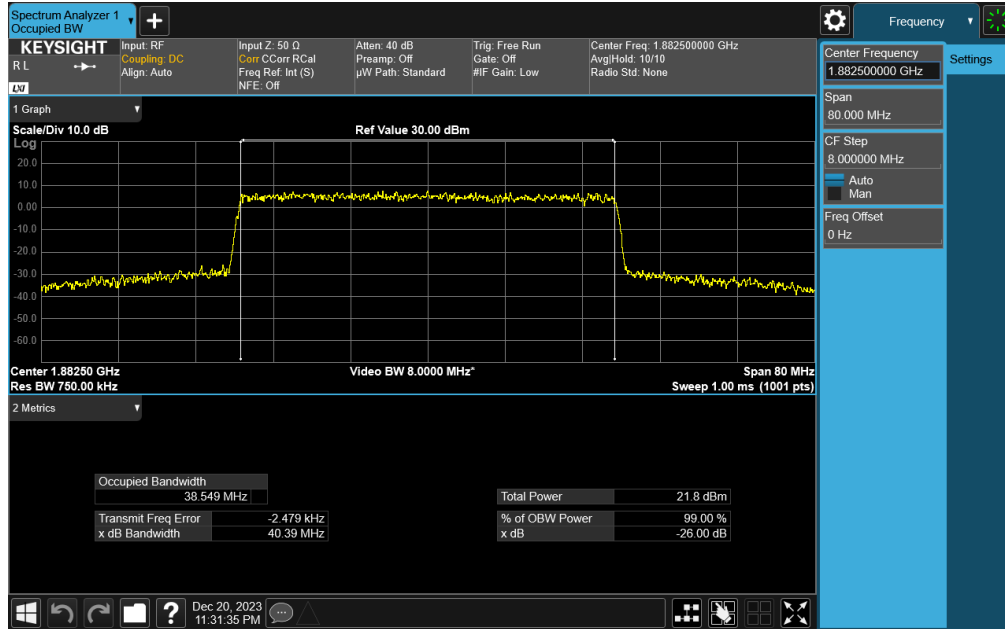 Spectrum Analyzer 1
Occupied BW
Frequency
KEYSIGHT
R L
LXI
Input: RF
Coupling: DC
Align: Auto
Input Z: 50 Ω
Corr CCorr RCal
Freq Ref: Int (S)
NFE: Off
Atten: 40 dB
Preamp: Off
µW Path: Standard
Trig: Free Run
Gate: Off
#IF Gain: Low
Center Freq: 1.882500000 GHz
Avg|Hold: 10/10
Radio Std: None
Center Frequency
1.882500000 GHz
Settings
Span
80.000 MHz
CF Step
8.000000 MHz
Auto
Man
Freq Offset
0 Hz
1 Graph
Scale/Div 10.0 dB
Ref Value 30.00 dBm
Log
20.0
10.0
0.00
-10.0
-20.0
-30.0
-40.0
-50.0
-60.0
Center 1.88250 GHz
Video BW 8.0000 MHz*
Span 80 MHz
Res BW 750.00 kHz
Sweep 1.00 ms (1001 pts)
2 Metrics
Occupied Bandwidth
38.549 MHz
Total Power 21.8 dBm
Transmit Freq Error -2.479 kHz
% of OBW Power 99.00 %
x dB Bandwidth 40.39 MHz
x dB -26.00 dB
?
Dec 20, 2023
11:31:35 PM